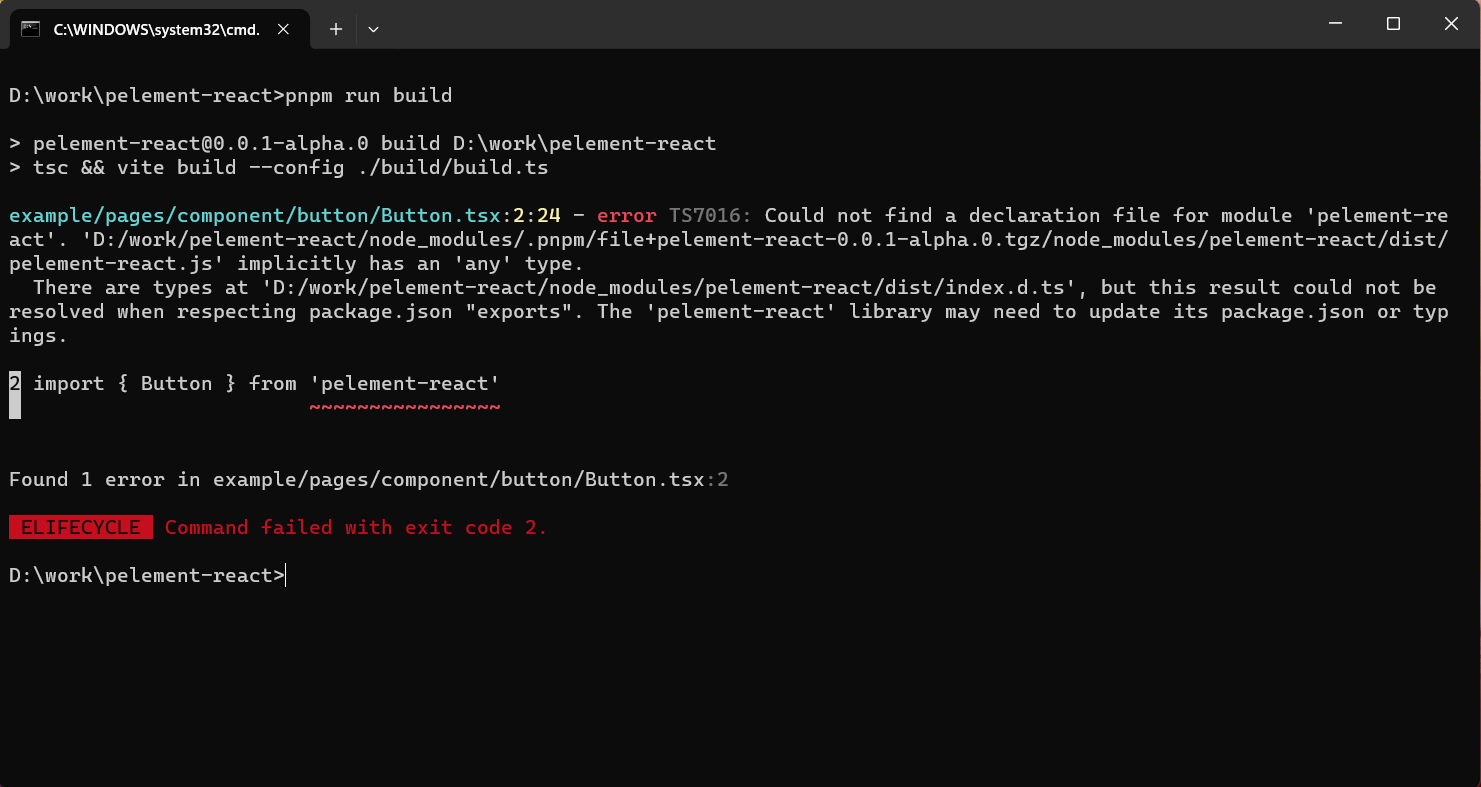 C:\WINDOWS\system32\cmd.
D:\work\pelement-react>pnpm run build
> pelement-react@0.0.1-alpha.0 build D:\work\pelement-react
> tsc && vite build --config ./build/build.ts
example/pages/component/button/Button.tsx:2:24 - error TS7016: Could not find a declaration file for module 'pelement-re
act'. 'D:/work/pelement-react/node_modules/.pnpm/file+pelement-react-0.0.1-alpha.0.tgz/node_modules/pelement-react/dist/
pelement-react.js' implicitly has an 'any' type.
  There are types at 'D:/work/pelement-react/node_modules/pelement-react/dist/index.d.ts', but this result could not be
resolved when respecting package.json "exports". The 'pelement-react' library may need to update its package.json or typ
ings.
2 import { Button } from 'pelement-react'
~~~~~~~~~~~~~~~~
Found 1 error in example/pages/component/button/Button.tsx:2
ELIFECYCLE Command failed with exit code 2.
D:\work\pelement-react>